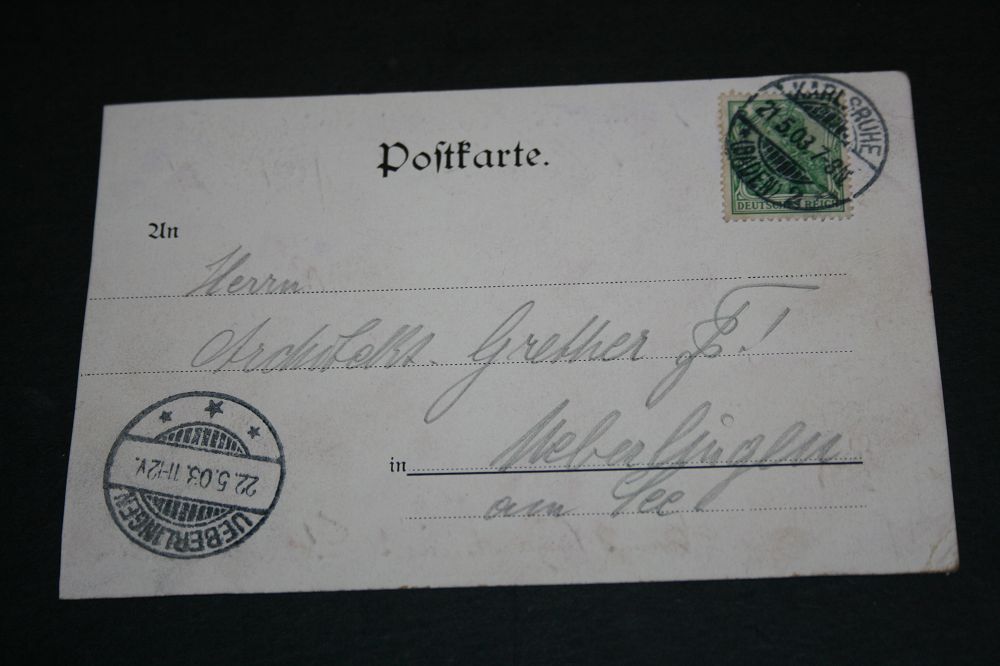 Postkarte.
KARLSRUHE
21.5.03. 7-8N.
(BADEN) 2
DEUTSCHES REICH
An
Herrn
Architekt. Grether
in Ueberlingen
am See
22.5.03. 11-12V.
UEBERLINGEN